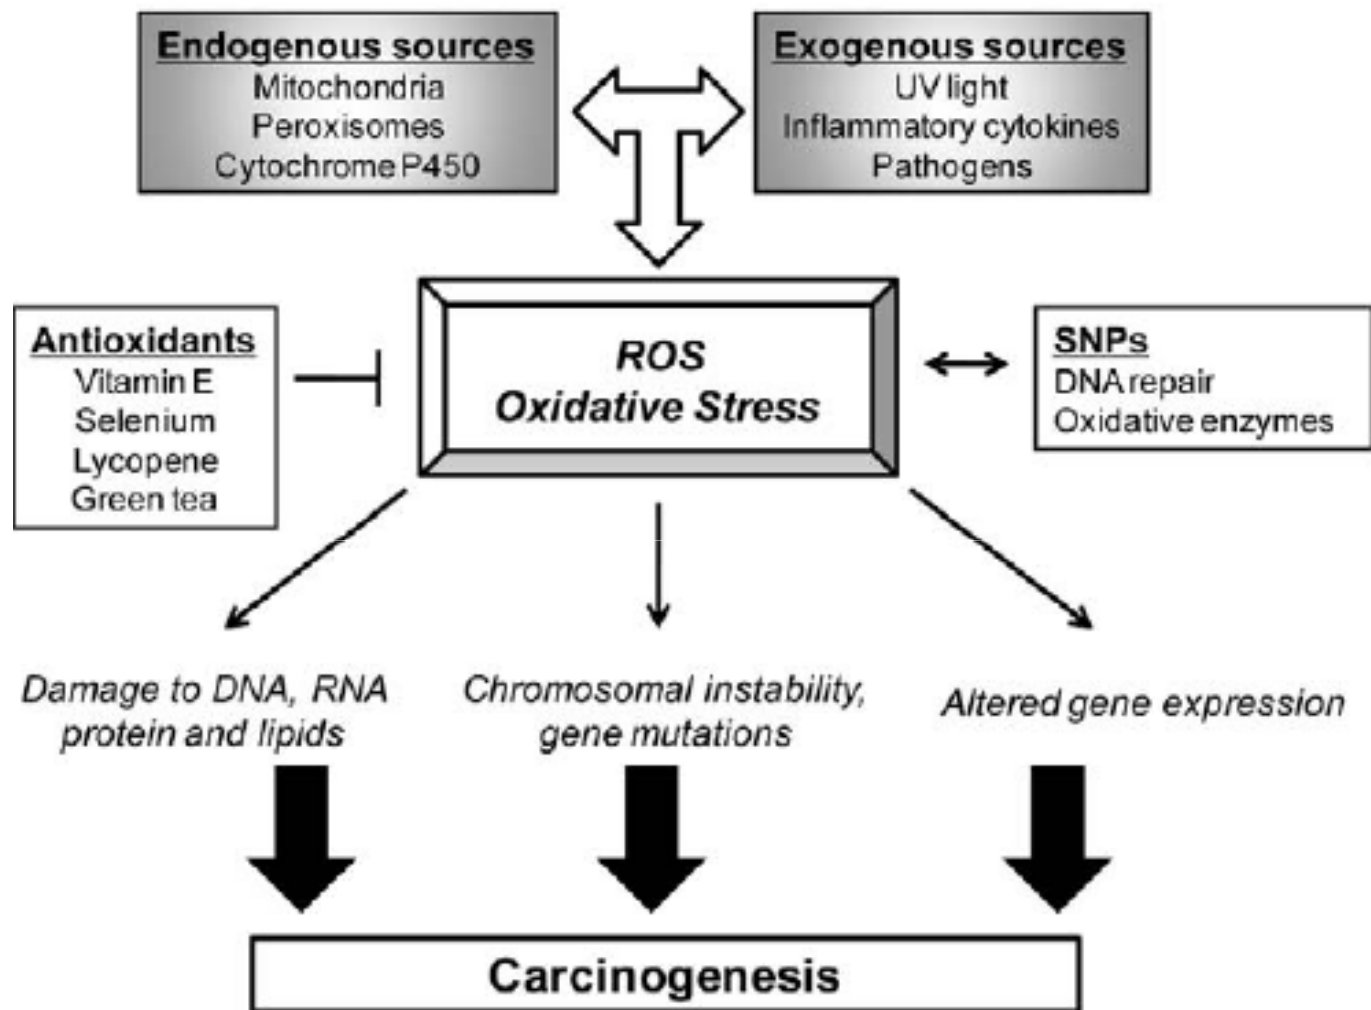 Endogenous sources
Mitochondria
Peroxisomes
Cytochrome P450
Exogenous sources
UV light
Inflammatory cytokines
Pathogens
Antioxidants
Vitamin E
Selenium
Lycopene
Green tea
ROS
Oxidative Stress
SNPs
DNA repair
Oxidative enzymes
Damage to DNA, RNA
protein and lipids
Chromosomal instability,
gene mutations
Altered gene expression
Carcinogenesis